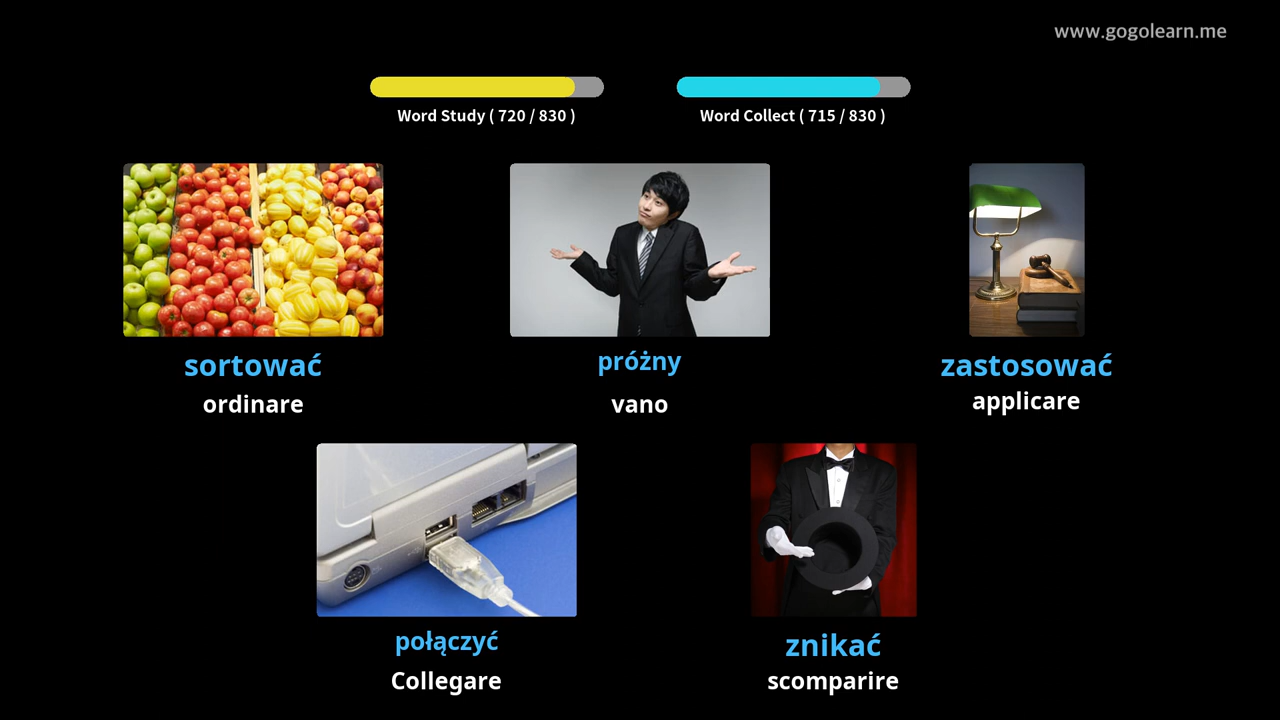 www.gogolearn.me
Word Study ( 720 / 830 )
Word Collect ( 715 / 830 )
sortować
ordinare
próżny
vano
zastosować
applicare
połączyć
Collegare
znikać
scomparire